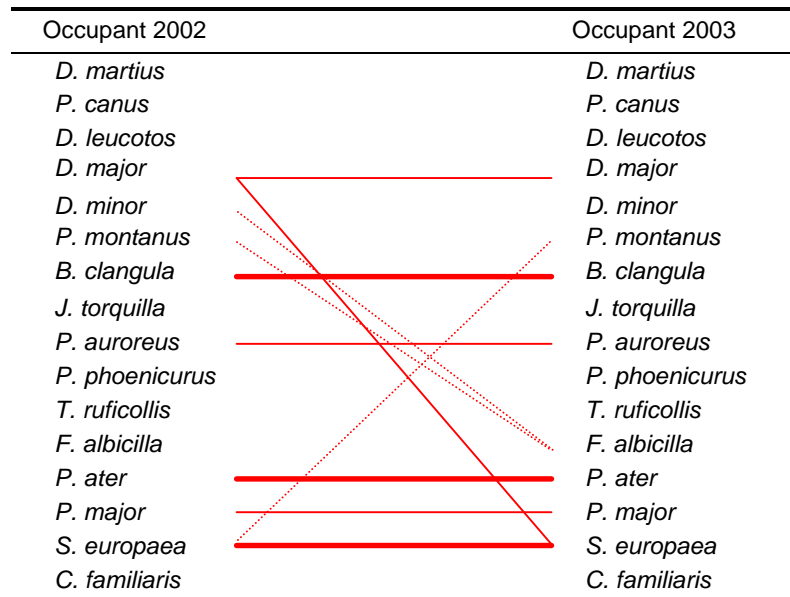 Occupant 2002 Occupant 2003
D. martius D. martius
P. canus P. canus
D. leucotos D. leucotos
D. major D. major
D. minor D. minor
P. montanus P. montanus
B. clangula B. clangula
J. torquilla J. torquilla
P. auroreus P. auroreus
P. phoenicurus P. phoenicurus
T. ruficollis T. ruficollis
F. albicilla F. albicilla
P. ater P. ater
P. major P. major
S. europaea S. europaea
C. familiaris C. familiaris